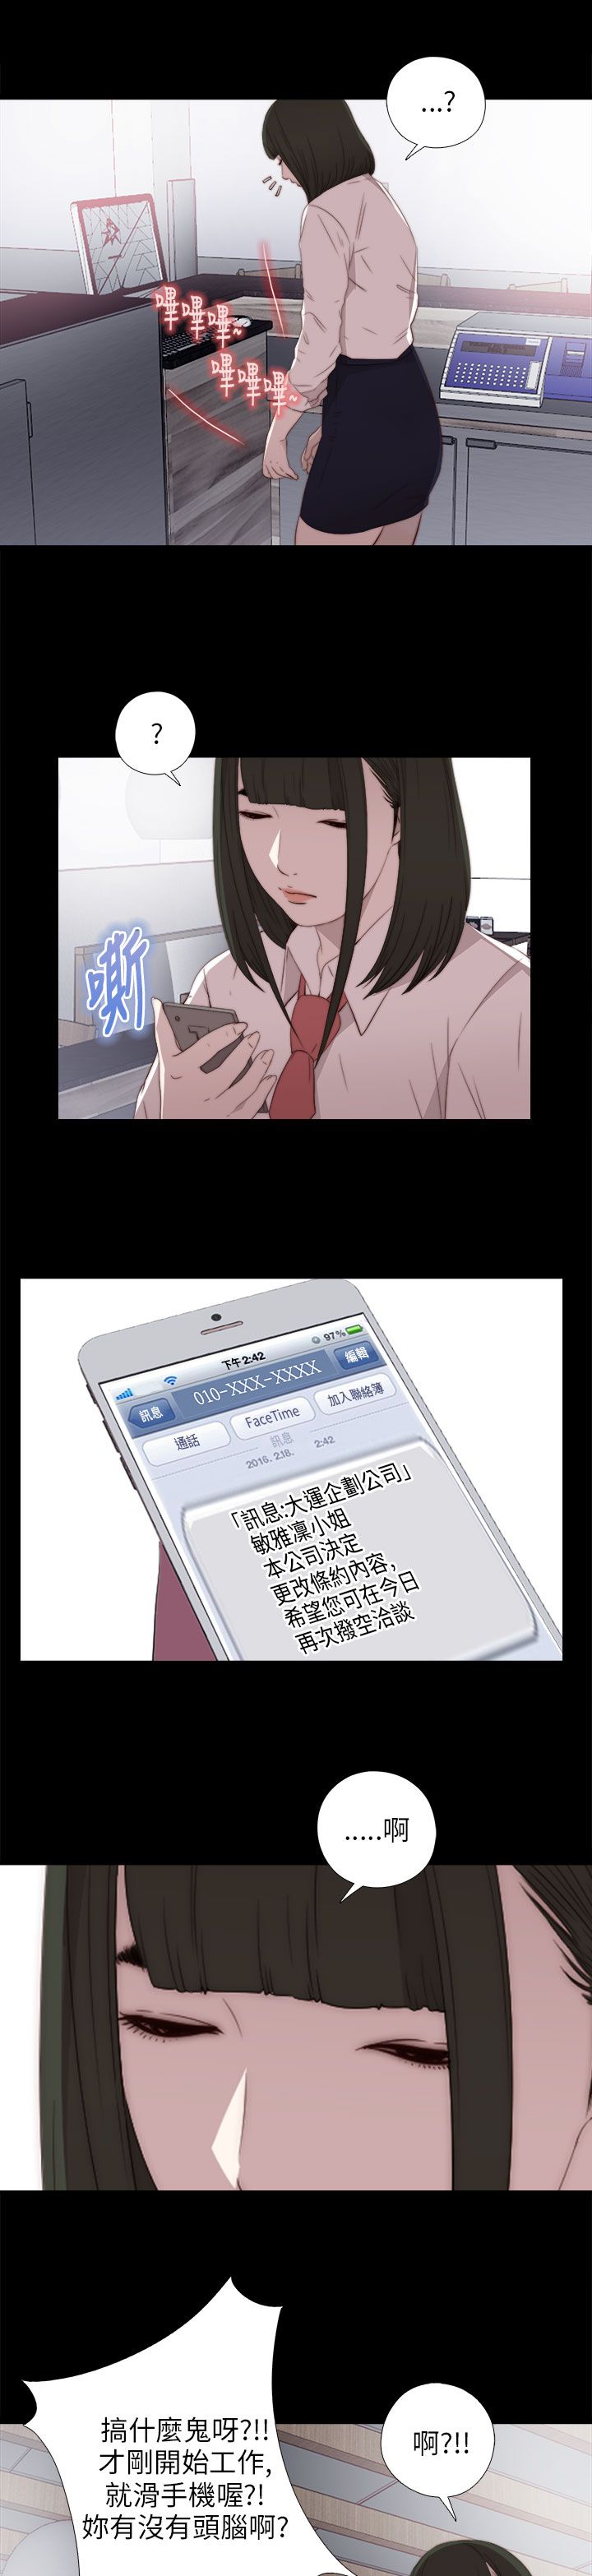 ...?
嗶嗶嗶~
嗶嗶嗶~
?
嘶
97%
下午2:42
訊息
010-XXX-XXXX
編輯
通話
FaceTime
加入聯絡簿
訊息
2016. 2.18. 2:42
「訊息:大運企劃公司」
敏雅凜小姐
本公司決定
更改條約內容,
希望您可在今日
再次撥空洽談
.....啊
搞什麼鬼呀?!!
才剛開始工作,
就滑手機喔?!
妳有沒有頭腦啊?
啊?!!